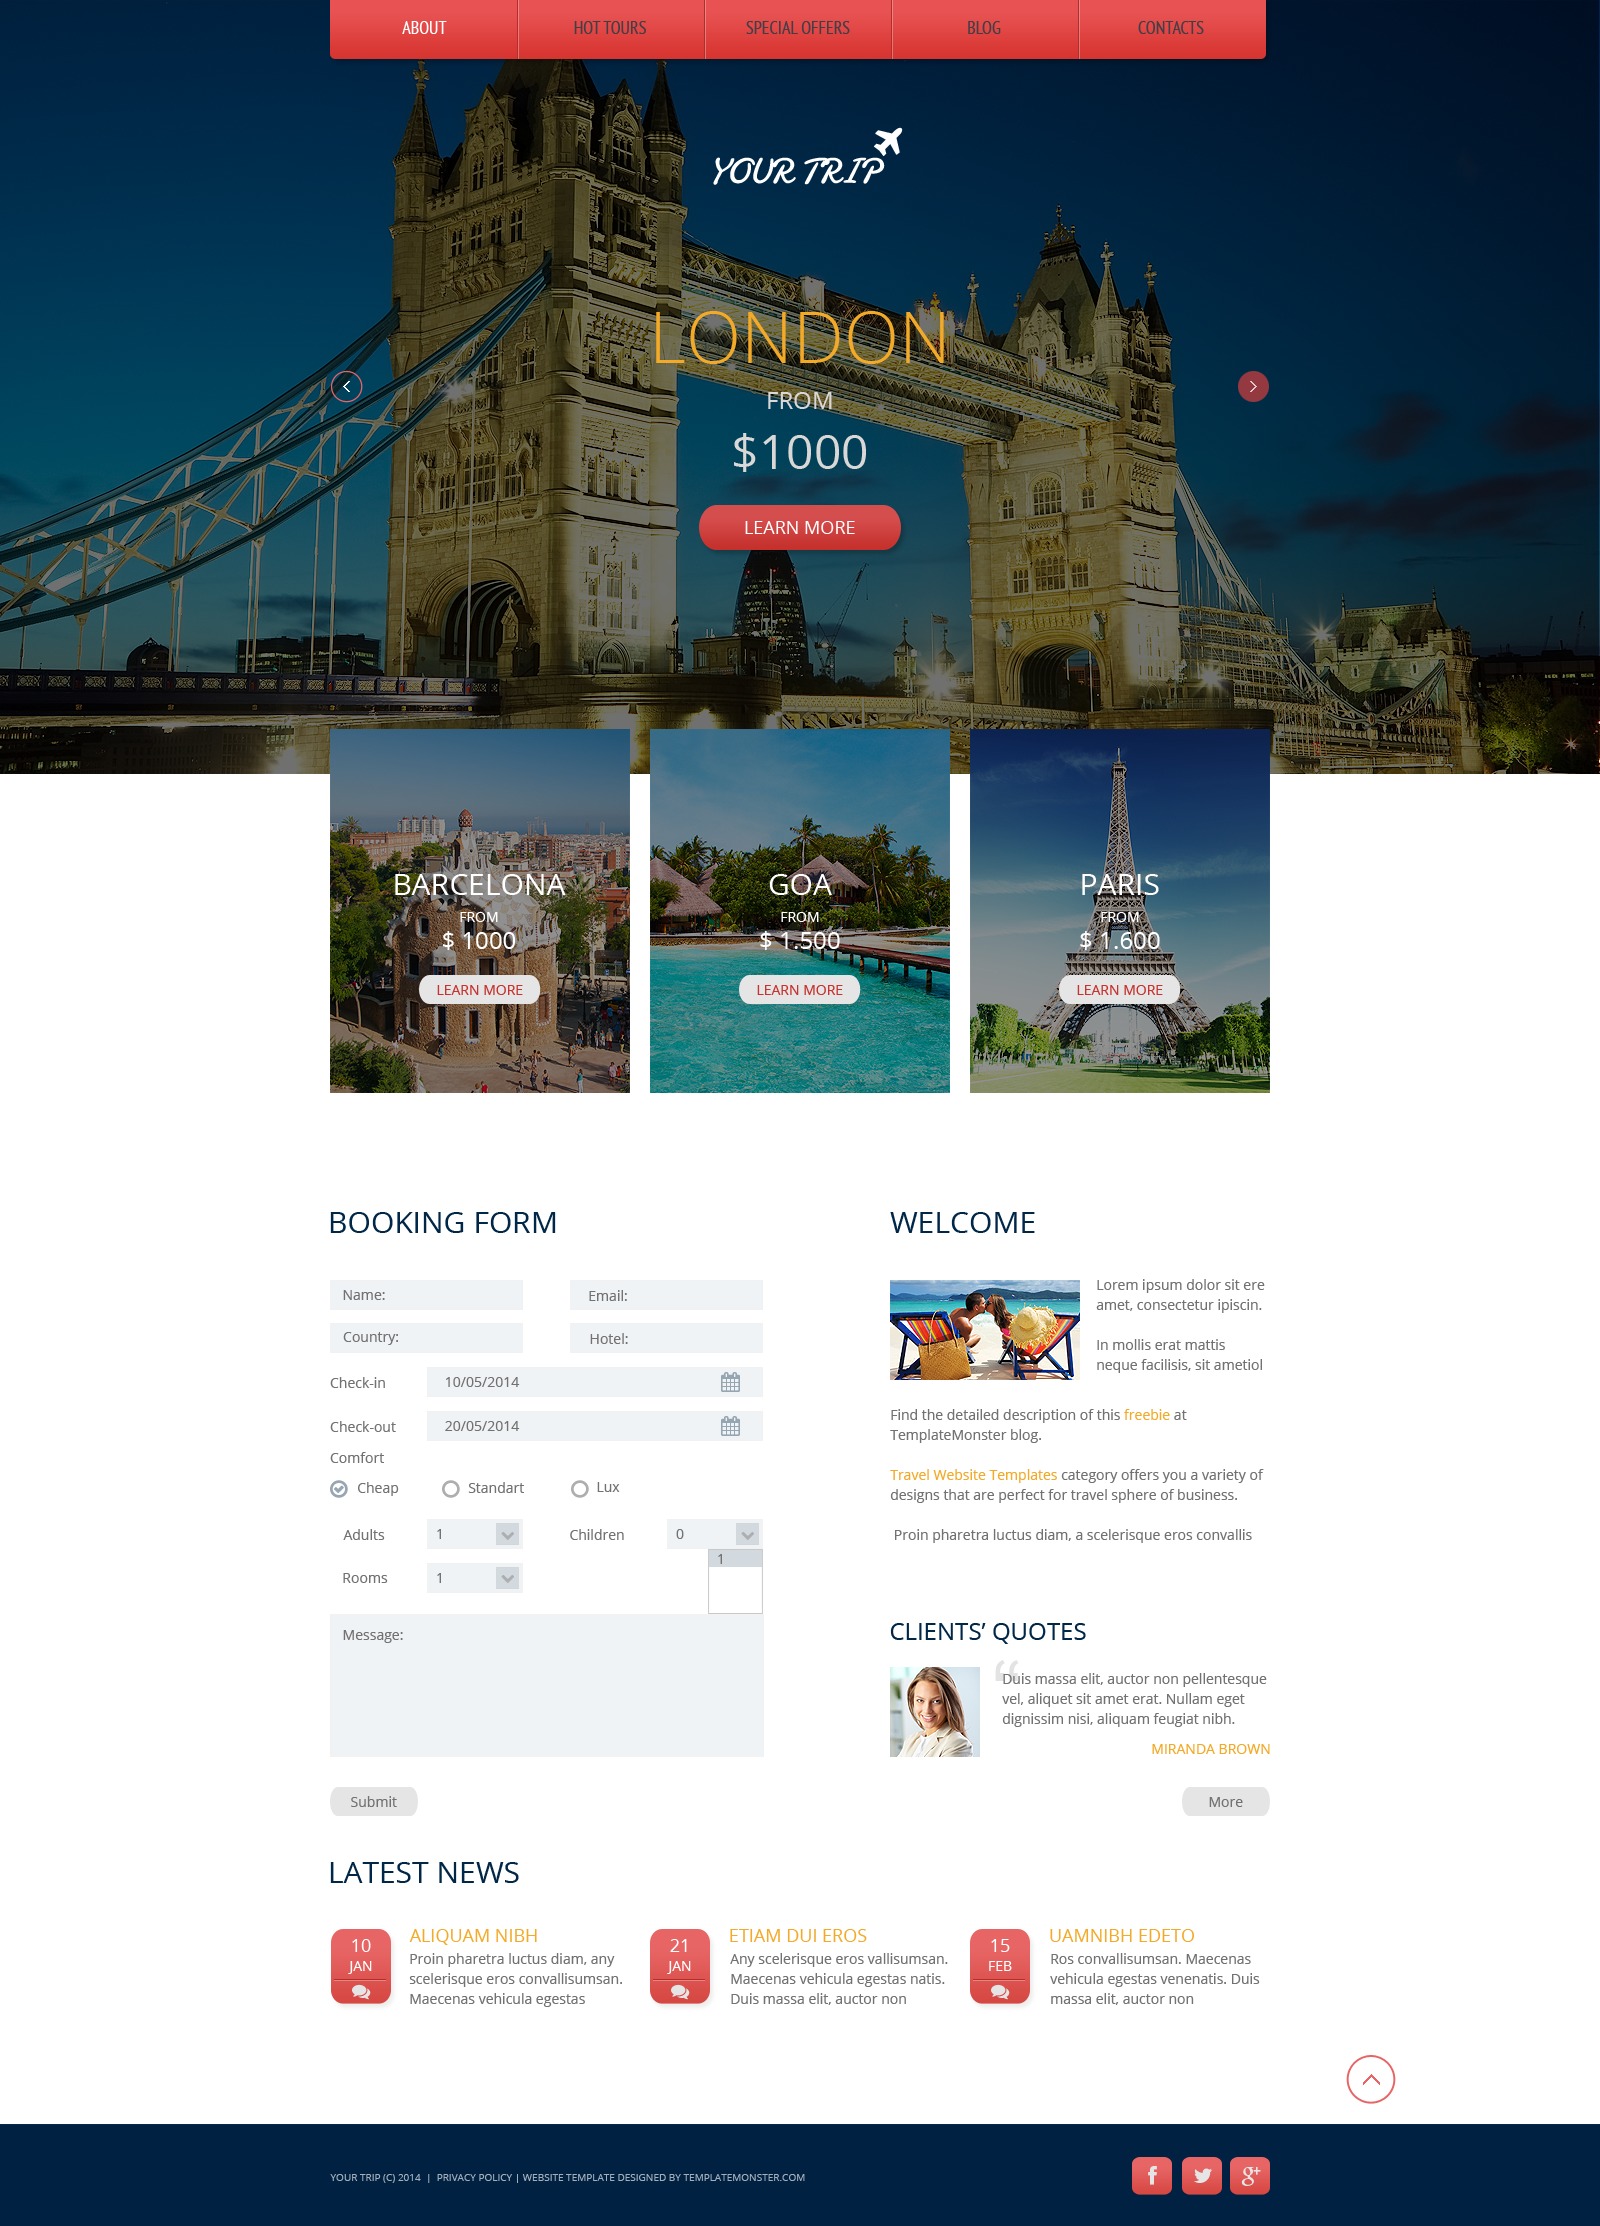 ABOUT
HOT TOURS
SPECIAL OFFERS
BLOG
CONTACTS
YOUR TRIP
LONDON
FROM
$1000
LEARN MORE
BARCELONA
FROM
$ 1000
LEARN MORE
GOA
FROM
$ 1.500
LEARN MORE
PARIS
FROM
$ 1.600
LEARN MORE
BOOKING FORM
Name:
Email:
Country:
Hotel:
Check-in
10/05/2014
Check-out
20/05/2014
Comfort
Cheap
Standart
Lux
Adults
1
Children
0
1
Rooms
1
Message:
Submit
WELCOME
Lorem ipsum dolor sit ere
amet, consectetur ipiscin.
In mollis erat mattis
neque facilisis, sit ametiol
Find the detailed description of this freebie at
TemplateMonster blog.
Travel Website Templates category offers you a variety of
designs that are perfect for travel sphere of business.
Proin pharetra luctus diam, a scelerisque eros convallis
CLIENTS’ QUOTES
“
Duis massa elit, auctor non pellentesque
vel, aliquet sit amet erat. Nullam eget
dignissim nisi, aliquam feugiat nibh.
MIRANDA BROWN
More
LATEST NEWS
10
JAN
ALIQUAM NIBH
Proin pharetra luctus diam, any
scelerisque eros convallisumsan.
Maecenas vehicula egestas
21
JAN
ETIAM DUI EROS
Any scelerisque eros vallisumsan.
Maecenas vehicula egestas natis.
Duis massa elit, auctor non
15
FEB
UAMNIBH EDETO
Ros convallisumsan. Maecenas
vehicula egestas venenatis. Duis
massa elit, auctor non
YOUR TRIP (C) 2014 | PRIVACY POLICY | WEBSITE TEMPLATE DESIGNED BY TEMPLATEMONSTER.COM
f
g+